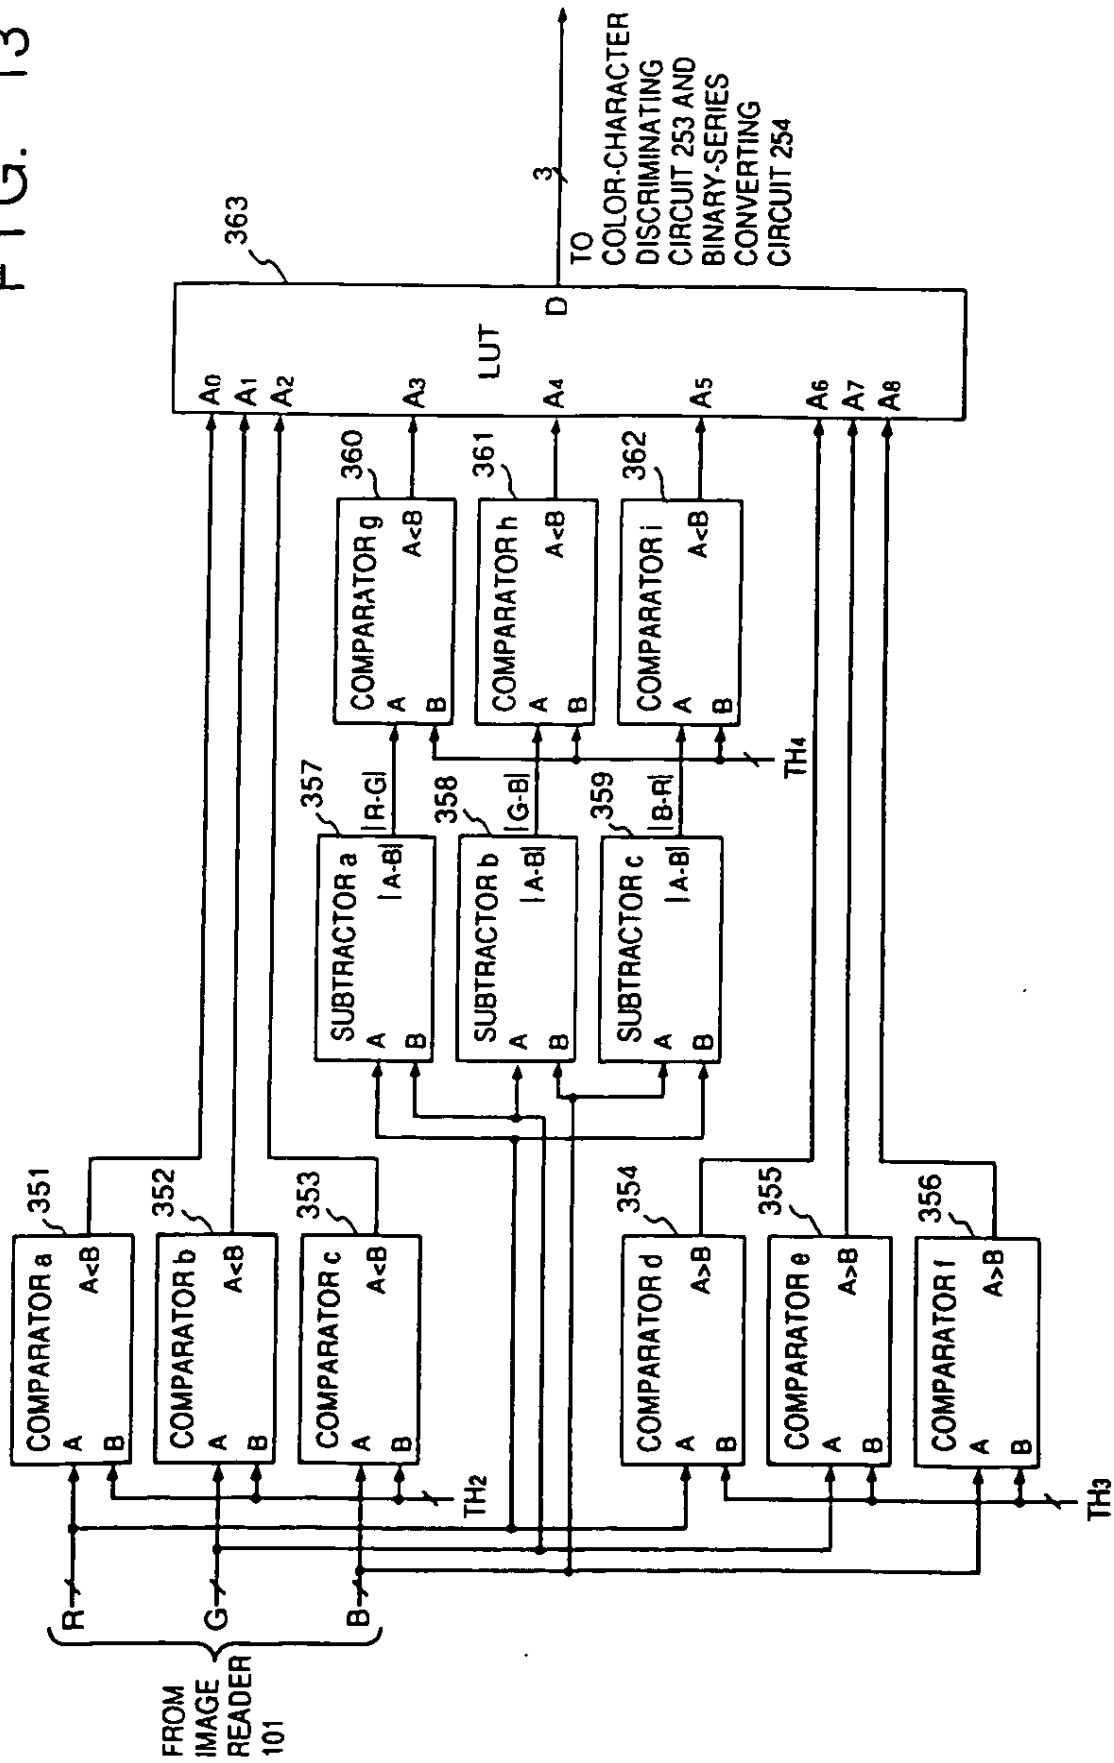 FIG. 13
FROM
IMAGE
READER
101
R
G
B
COMPARATOR a
A
B
A<B
351
COMPARATOR b
A
B
A<B
352
COMPARATOR c
A
B
A<B
353
TH2
COMPARATOR d
A
B
A>B
354
COMPARATOR e
A
B
A>B
355
COMPARATOR f
A
B
A>B
356
TH3
SUBTRACTOR a
A
B
|A-B|
357
|R-G|
SUBTRACTOR b
A
B
|A-B|
358
|G-B|
SUBTRACTOR c
A
B
|A-B|
359
|B-R|
COMPARATOR g
A
B
A<B
360
COMPARATOR h
A
B
A<B
361
COMPARATOR i
A
B
A<B
362
TH4
A0
A1
A2
A3
A4
A5
A6
A7
A8
LUT
D
363
3
TO
COLOR-CHARACTER
DISCRIMINATING
CIRCUIT 253 AND
BINARY-SERIES
CONVERTING
CIRCUIT 254